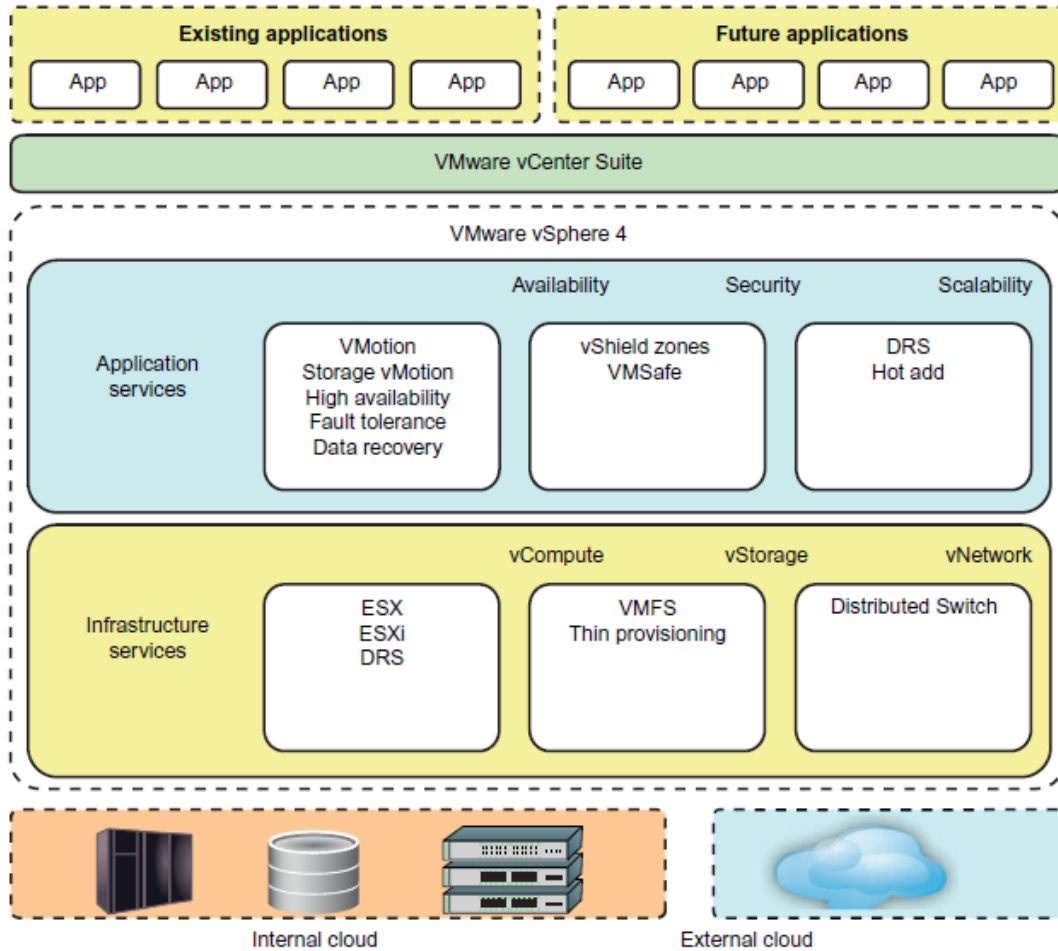 Existing applications
App App App App
Future applications
App App App App
VMware vCenter Suite
VMware vSphere 4
Application
services
Availability Security Scalability
VMotion
Storage vMotion
High availability
Fault tolerance
Data recovery
vShield zones
VMSafe
DRS
Hot add
Infrastructure
services
vCompute vStorage vNetwork
ESX
ESXi
DRS
VMFS
Thin provisioning
Distributed Switch
Internal cloud
External cloud